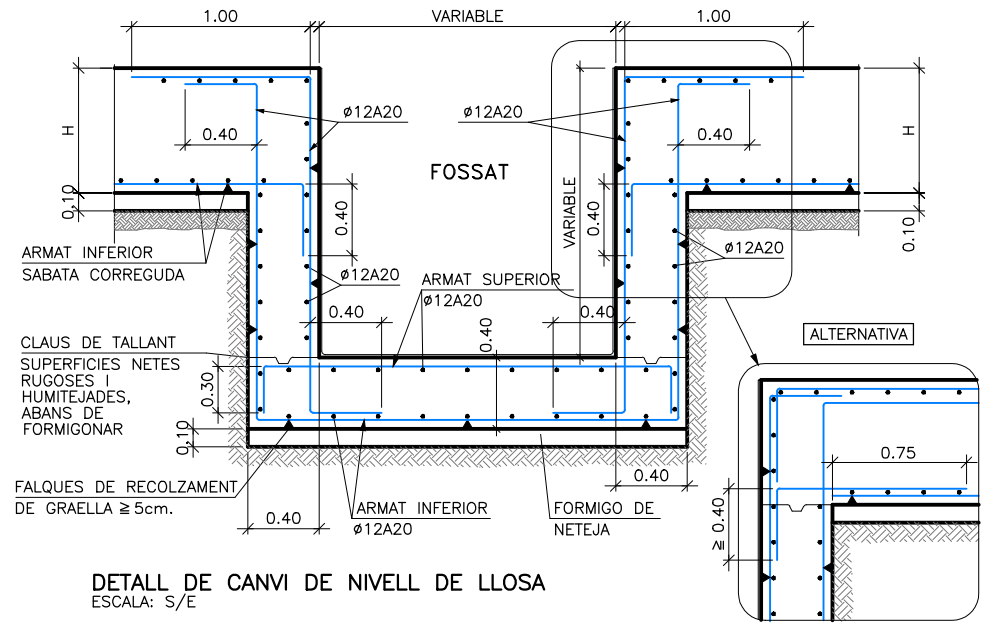 1.00
VARIABLE
1.00
H
ø12A20
ø12A20
H
0.40
0.40
FOSSAT
0.10
0.40
VARIABLE
0.40
0.10
ARMAT INFERIOR
SABATA CORREGUDA
ø12A20
ø12A20
ARMAT SUPERIOR
ø12A20
0.40
0.40
0.40
ALTERNATIVA
CLAUS DE TALLANT
SUPERFICIES NETES
RUGOSES I
HUMITEJADES,
ABANS DE
FORMIGONAR
0.30
0.10
0.75
≥ 0.40
FALQUES DE RECOLZAMENT
DE GRAELLA ≥ 5cm.
0.40
ARMAT INFERIOR
ø12A20
FORMIGO DE
NETEJA
0.40
DETALL DE CANVI DE NIVELL DE LLOSA
ESCALA: S/E